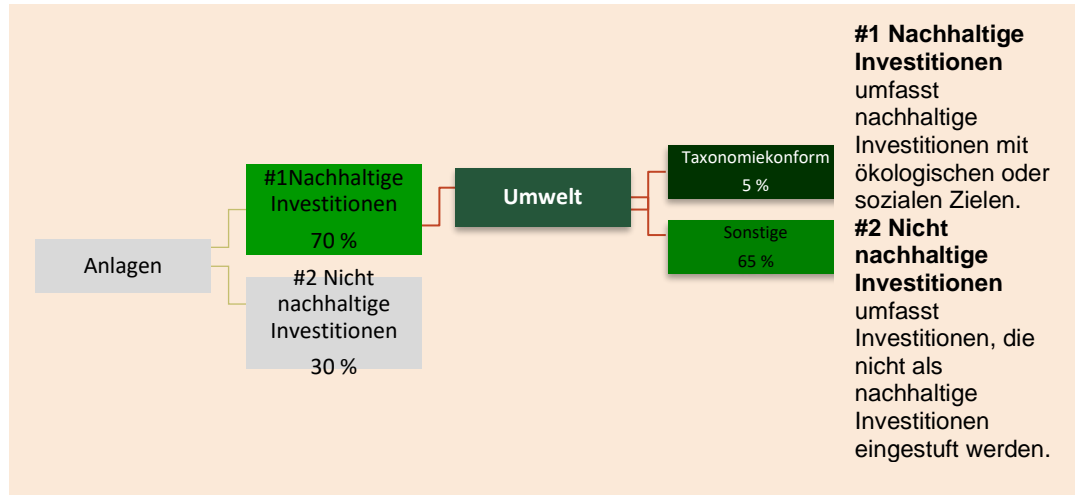 Anlagen
#1Nachhaltige
Investitionen
70 %
#2 Nicht
nachhaltige
Investitionen
30 %
Umwelt
Taxonomiekonform
5 %
Sonstige
65 %
#1 Nachhaltige
Investitionen
umfasst
nachhaltige
Investitionen mit
ökologischen oder
sozialen Zielen.
#2 Nicht
nachhaltige
Investitionen
umfasst
Investitionen, die
nicht als
nachhaltige
Investitionen
eingestuft werden.